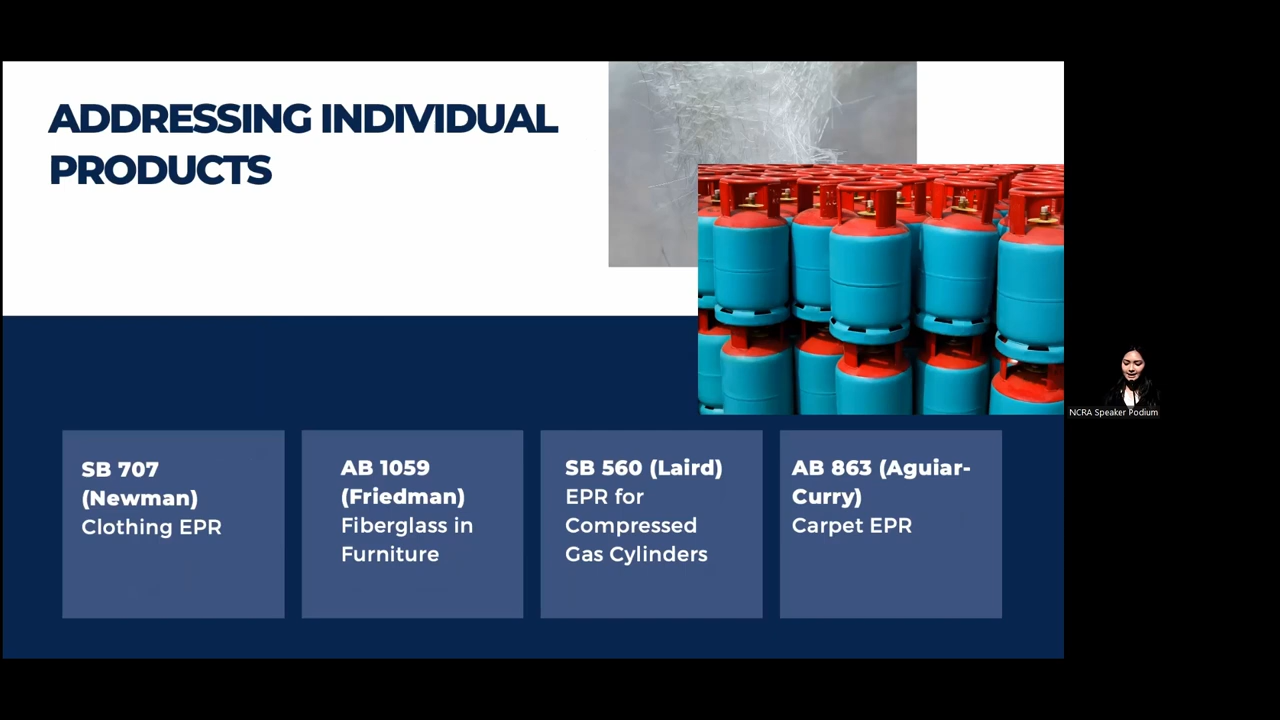 ADDRESSING INDIVIDUAL
PRODUCTS
SB 707
(Newman)
Clothing EPR
AB 1059
(Friedman)
Fiberglass in
Furniture
SB 560 (Laird)
EPR for
Compressed
Gas Cylinders
AB 863 (Aguiar-
Curry)
Carpet EPR
NCRA Speaker Podium